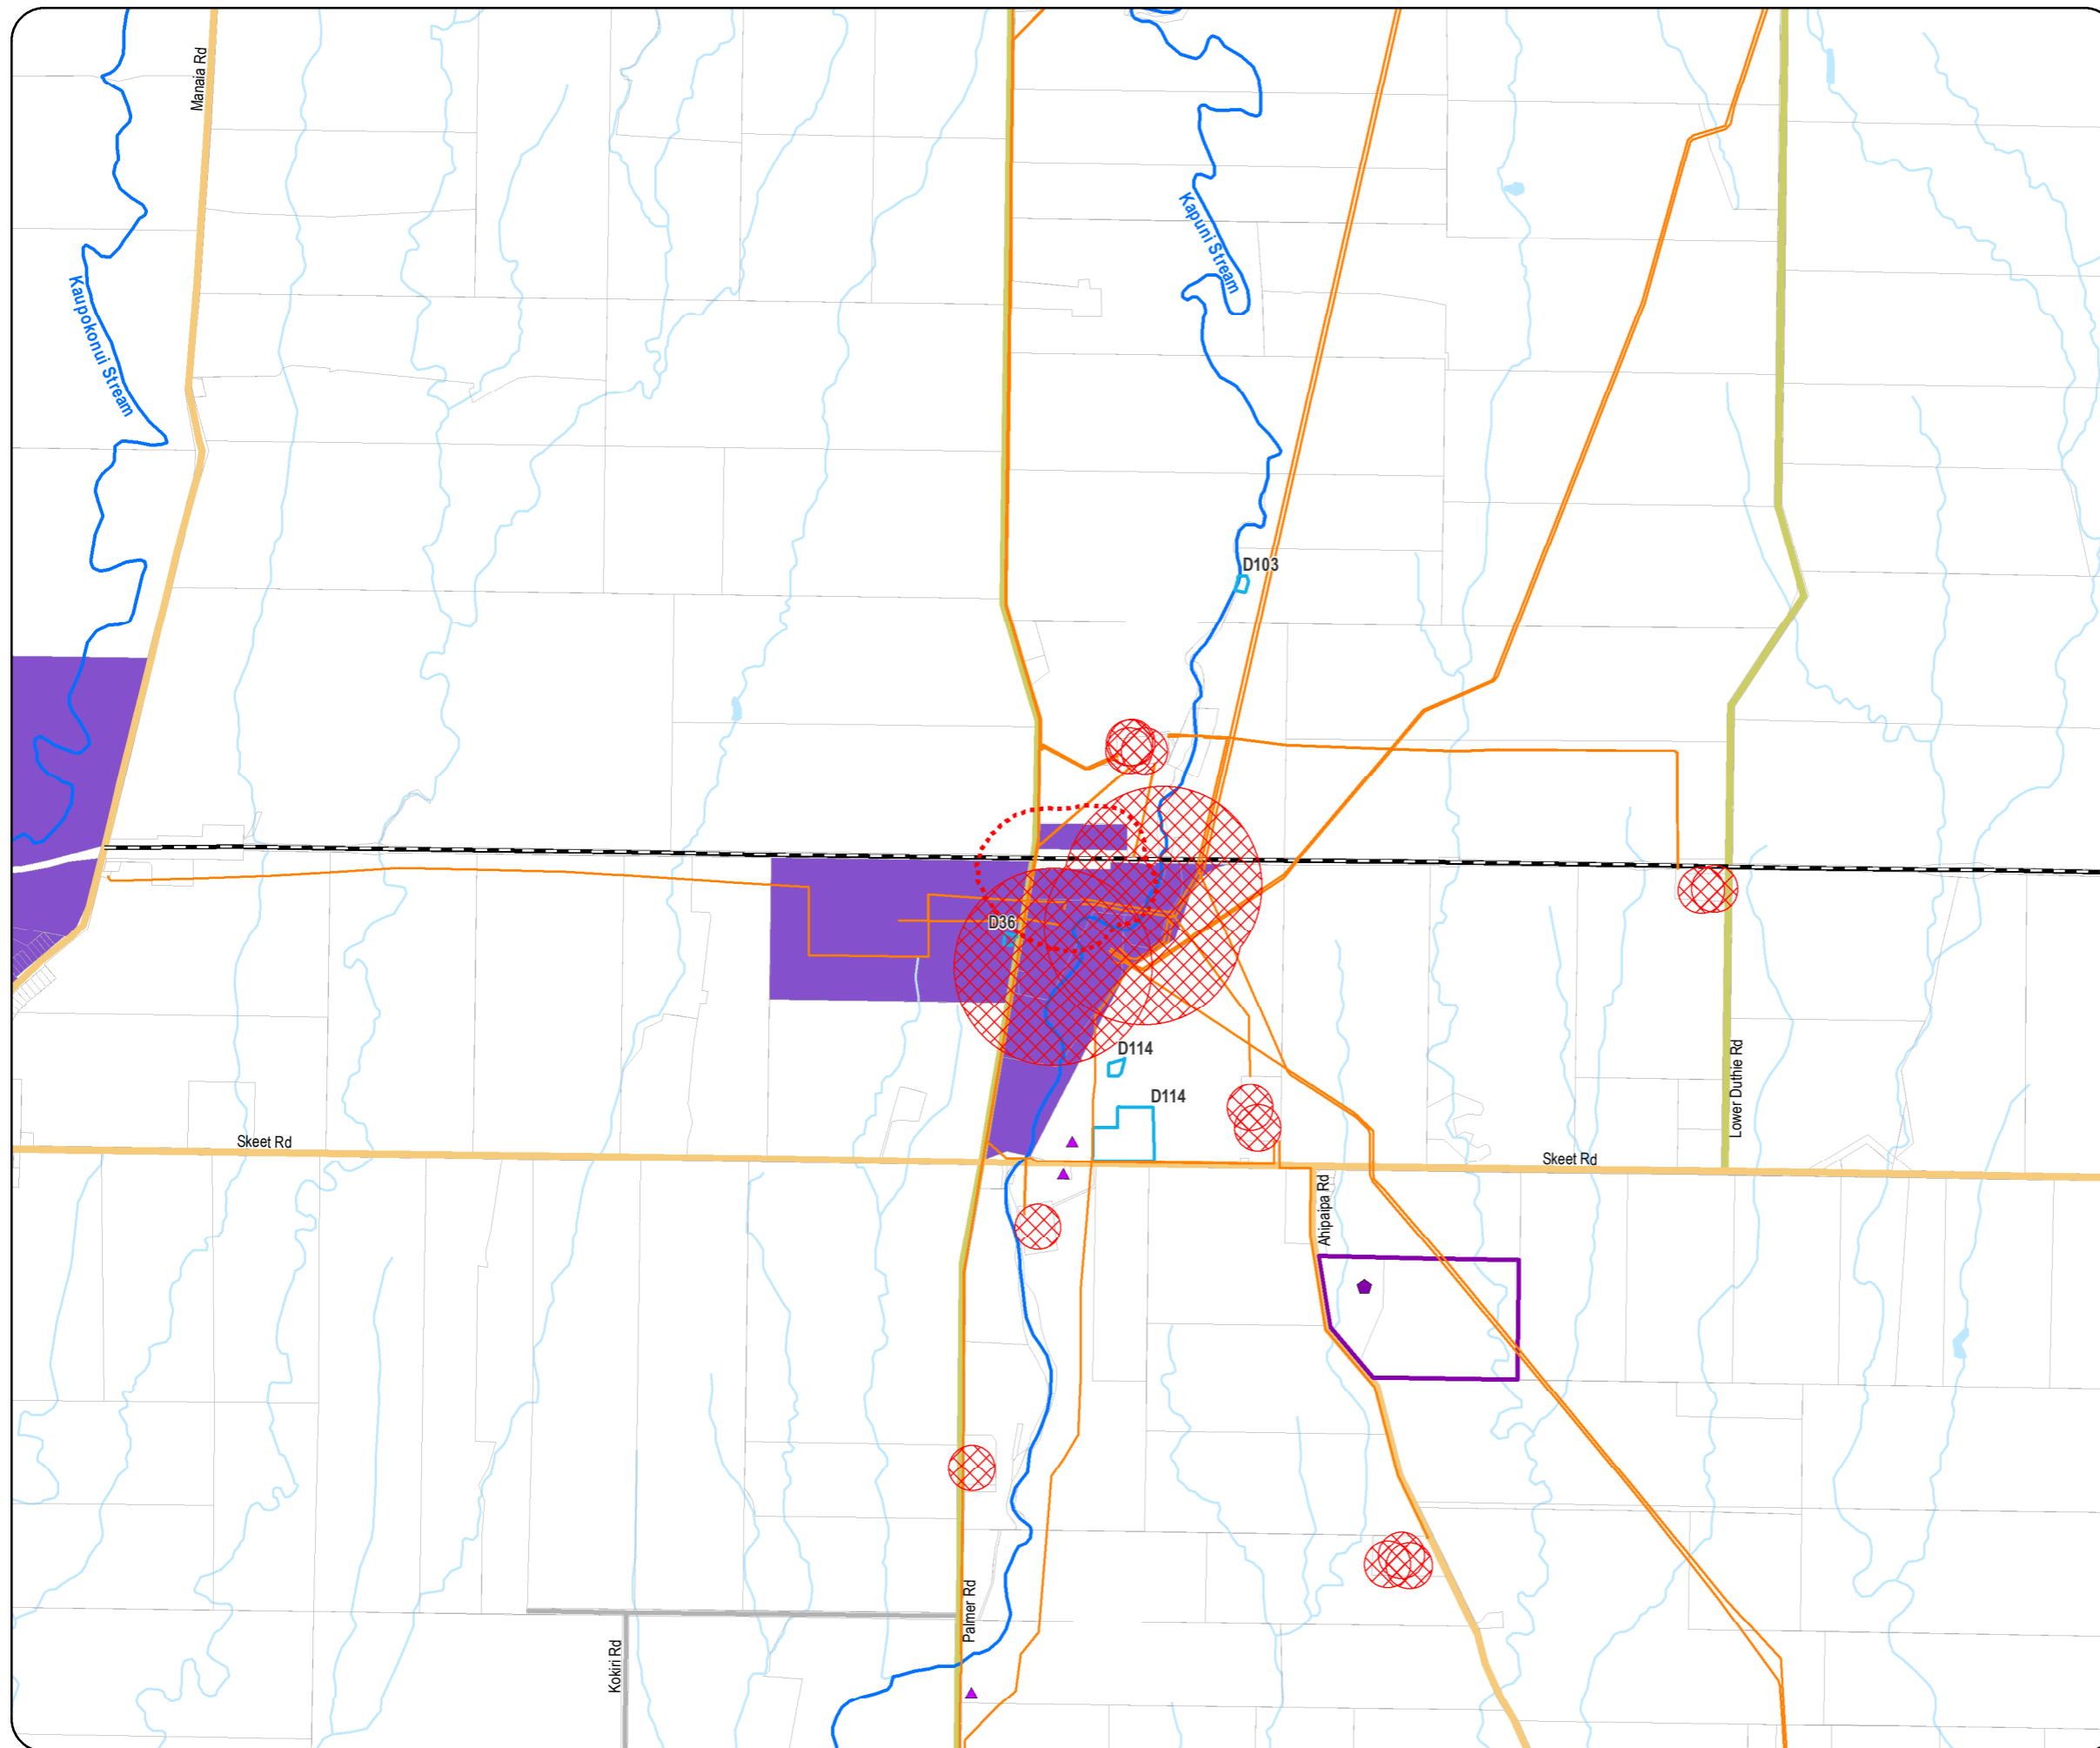 Manaia Rd
Kapuni Stream
Kaupokonui Stream
D103
D36
D114
Lower Duthie Rd
D114
Skeet Rd
Skeet Rd
Ahipaipa Rd
Palmer Rd
Kokiri Rd